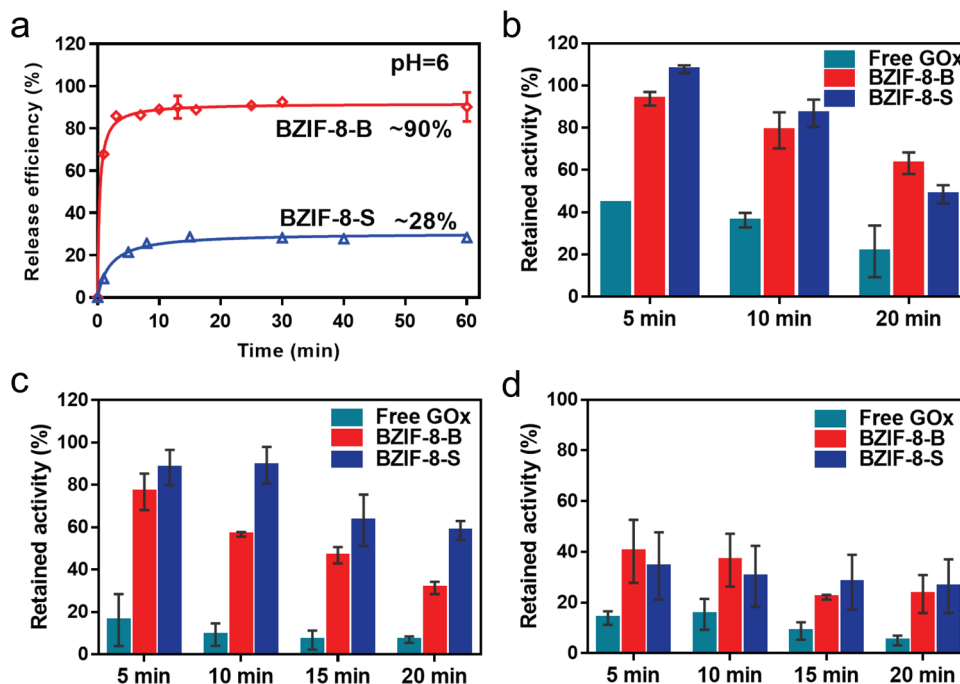 a
120
100
80
60
40
20
0
Release efficiency (%)
pH=6
BZIF-8-B ~90%
BZIF-8-S ~28%
0 10 20 30 40 50 60
Time (min)
b
120
100
80
60
40
20
0
Retained activity (%)
Free GOx
BZIF-8-B
BZIF-8-S
5 min 10 min 20 min
c
120
100
80
60
40
20
0
Retained activity (%)
Free GOx
BZIF-8-B
BZIF-8-S
5 min 10 min 15 min 20 min
d
100
80
60
40
20
0
Retained activity (%)
Free GOx
BZIF-8-B
BZIF-8-S
5 min 10 min 15 min 20 min